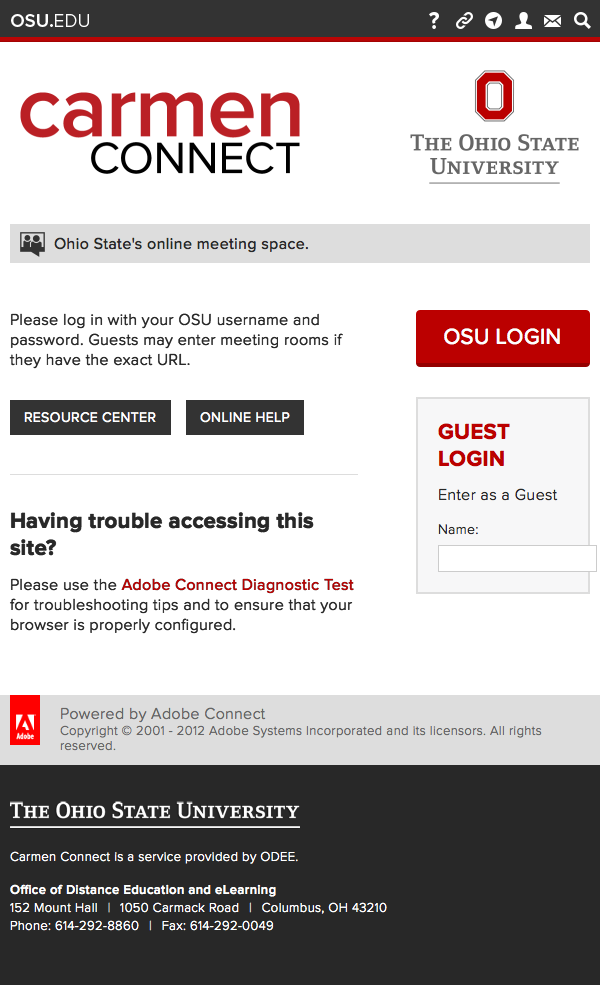 OSU.EDU
carmen
CONNECT
THE OHIO STATE
UNIVERSITY
Ohio State's online meeting space.
Please log in with your OSU username and
password. Guests may enter meeting rooms if
they have the exact URL.
OSU LOGIN
RESOURCE CENTER
ONLINE HELP
GUEST
LOGIN
Enter as a Guest
Name:
Having trouble accessing this
site?
Please use the Adobe Connect Diagnostic Test
for troubleshooting tips and to ensure that your
browser is properly configured.
Adobe
Powered by Adobe Connect
Copyright © 2001 - 2012 Adobe Systems Incorporated and its licensors. All rights
reserved.
THE OHIO STATE UNIVERSITY
Carmen Connect is a service provided by ODEE.
Office of Distance Education and eLearning
152 Mount Hall | 1050 Carmack Road | Columbus, OH 43210
Phone: 614-292-8860 | Fax: 614-292-0049